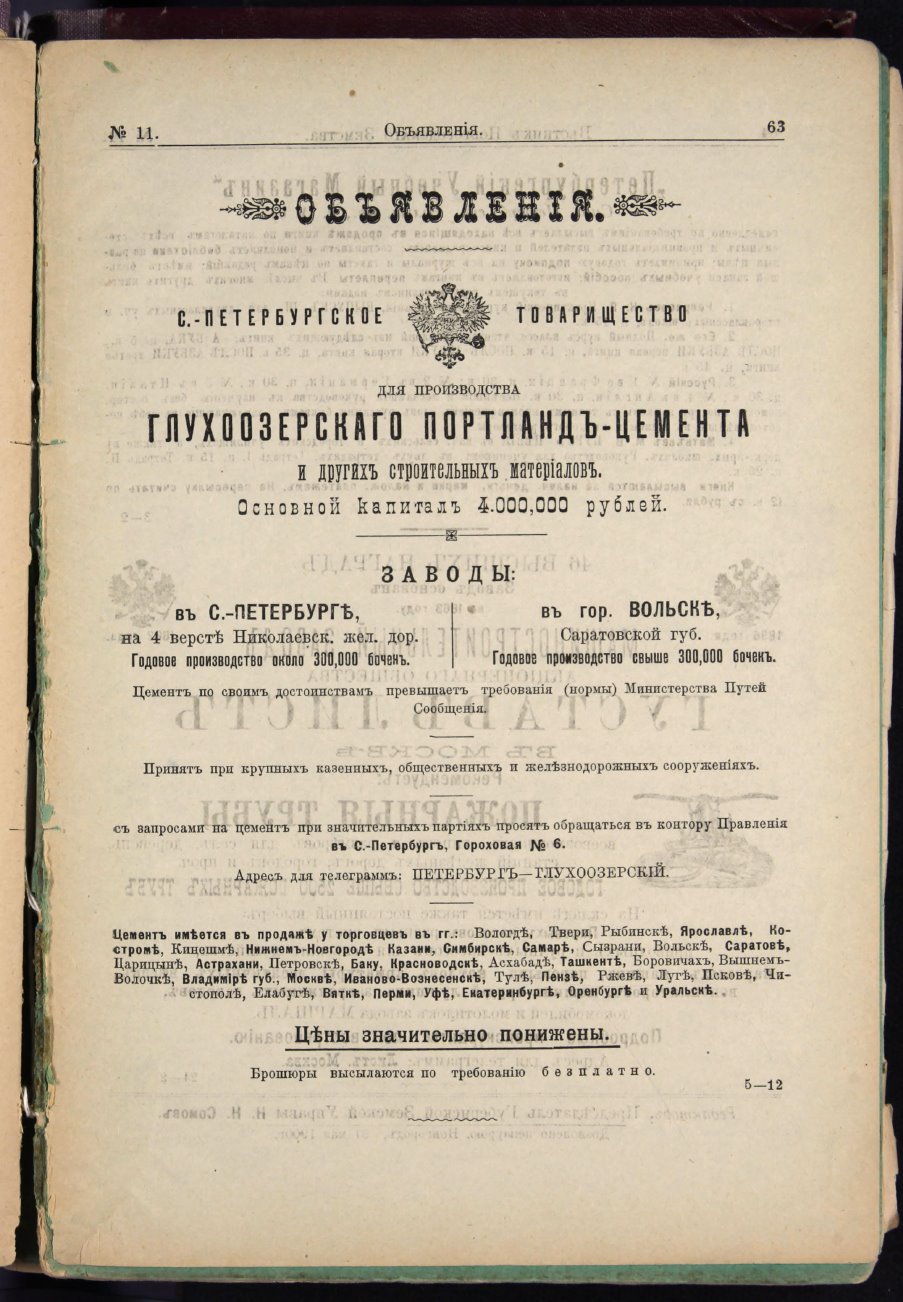 № 11.
Объявленія.
63
ОБЪЯВЛЕНІЯ.
С.-ПЕТЕРБУРГСКОЕ ТОВАРИЩЕСТВО
ДЛЯ ПРОИЗВОДСТВА
ГЛУХООЗЕРСКАГО ПОРТЛАНДЪ-ЦЕМЕНТА
И ДРУГИХЪ СТРОИТЕЛЬНЫХЪ МАТЕРІАЛОВЪ.
Основной капиталъ 4.000,000 рублей.
ЗАВОДЫ:
въ С.-ПЕТЕРБУРГѢ,
на 4 верстѣ Николаевск. жел. дор.
Годовое производство около 300,000 бочен.
въ гор. ВОЛЬСКѢ,
Саратовской губ.
Годовое производство свыше 300,000 бочек.
Цементъ по своимъ достоинствамъ превышаетъ требованія (нормы) Министерства Путей
Сообщенія.
Принятъ при крупныхъ казенныхъ, общественныхъ и желѣзнодорожныхъ сооруженіяхъ.
съ запросами на цементъ при значительныхъ партіяхъ просятъ обращаться въ контору Правленія
въ С.-Петербургъ, Гороховая № 6.
Адресъ для телеграммъ: ПЕТЕРБУРГЪ—ГЛУХООЗЕРСКІЙ.
Цементъ имѣется въ продажѣ у торговцевъ въ гг.: Вологдѣ, Твери, Рыбинскѣ, Ярославлѣ, Ко-
стромѣ, Кинешмѣ, Нижнемъ-Новгородѣ Казани, Симбирскѣ, Самарѣ, Сызрани, Вольскѣ, Саратовѣ,
Царицынѣ, Астрахани, Петровскѣ, Баку, Красноводскѣ, Асхабадѣ, Ташкентѣ, Боровичахъ, Вышнемъ-
Волочкѣ, Владимірѣ губ., Москвѣ, Иваново-Вознесенскѣ, Тулѣ, Пензѣ, Ржевѣ, Лугѣ, Псковѣ, Чи-
стополѣ, Елабугѣ, Вяткѣ, Перми, Уфѣ, Екатеринбургѣ, Оренбургѣ и Уральскѣ.
Цѣны значительно понижены.
Брошюры высылаются по требованію безплатно.
5—12